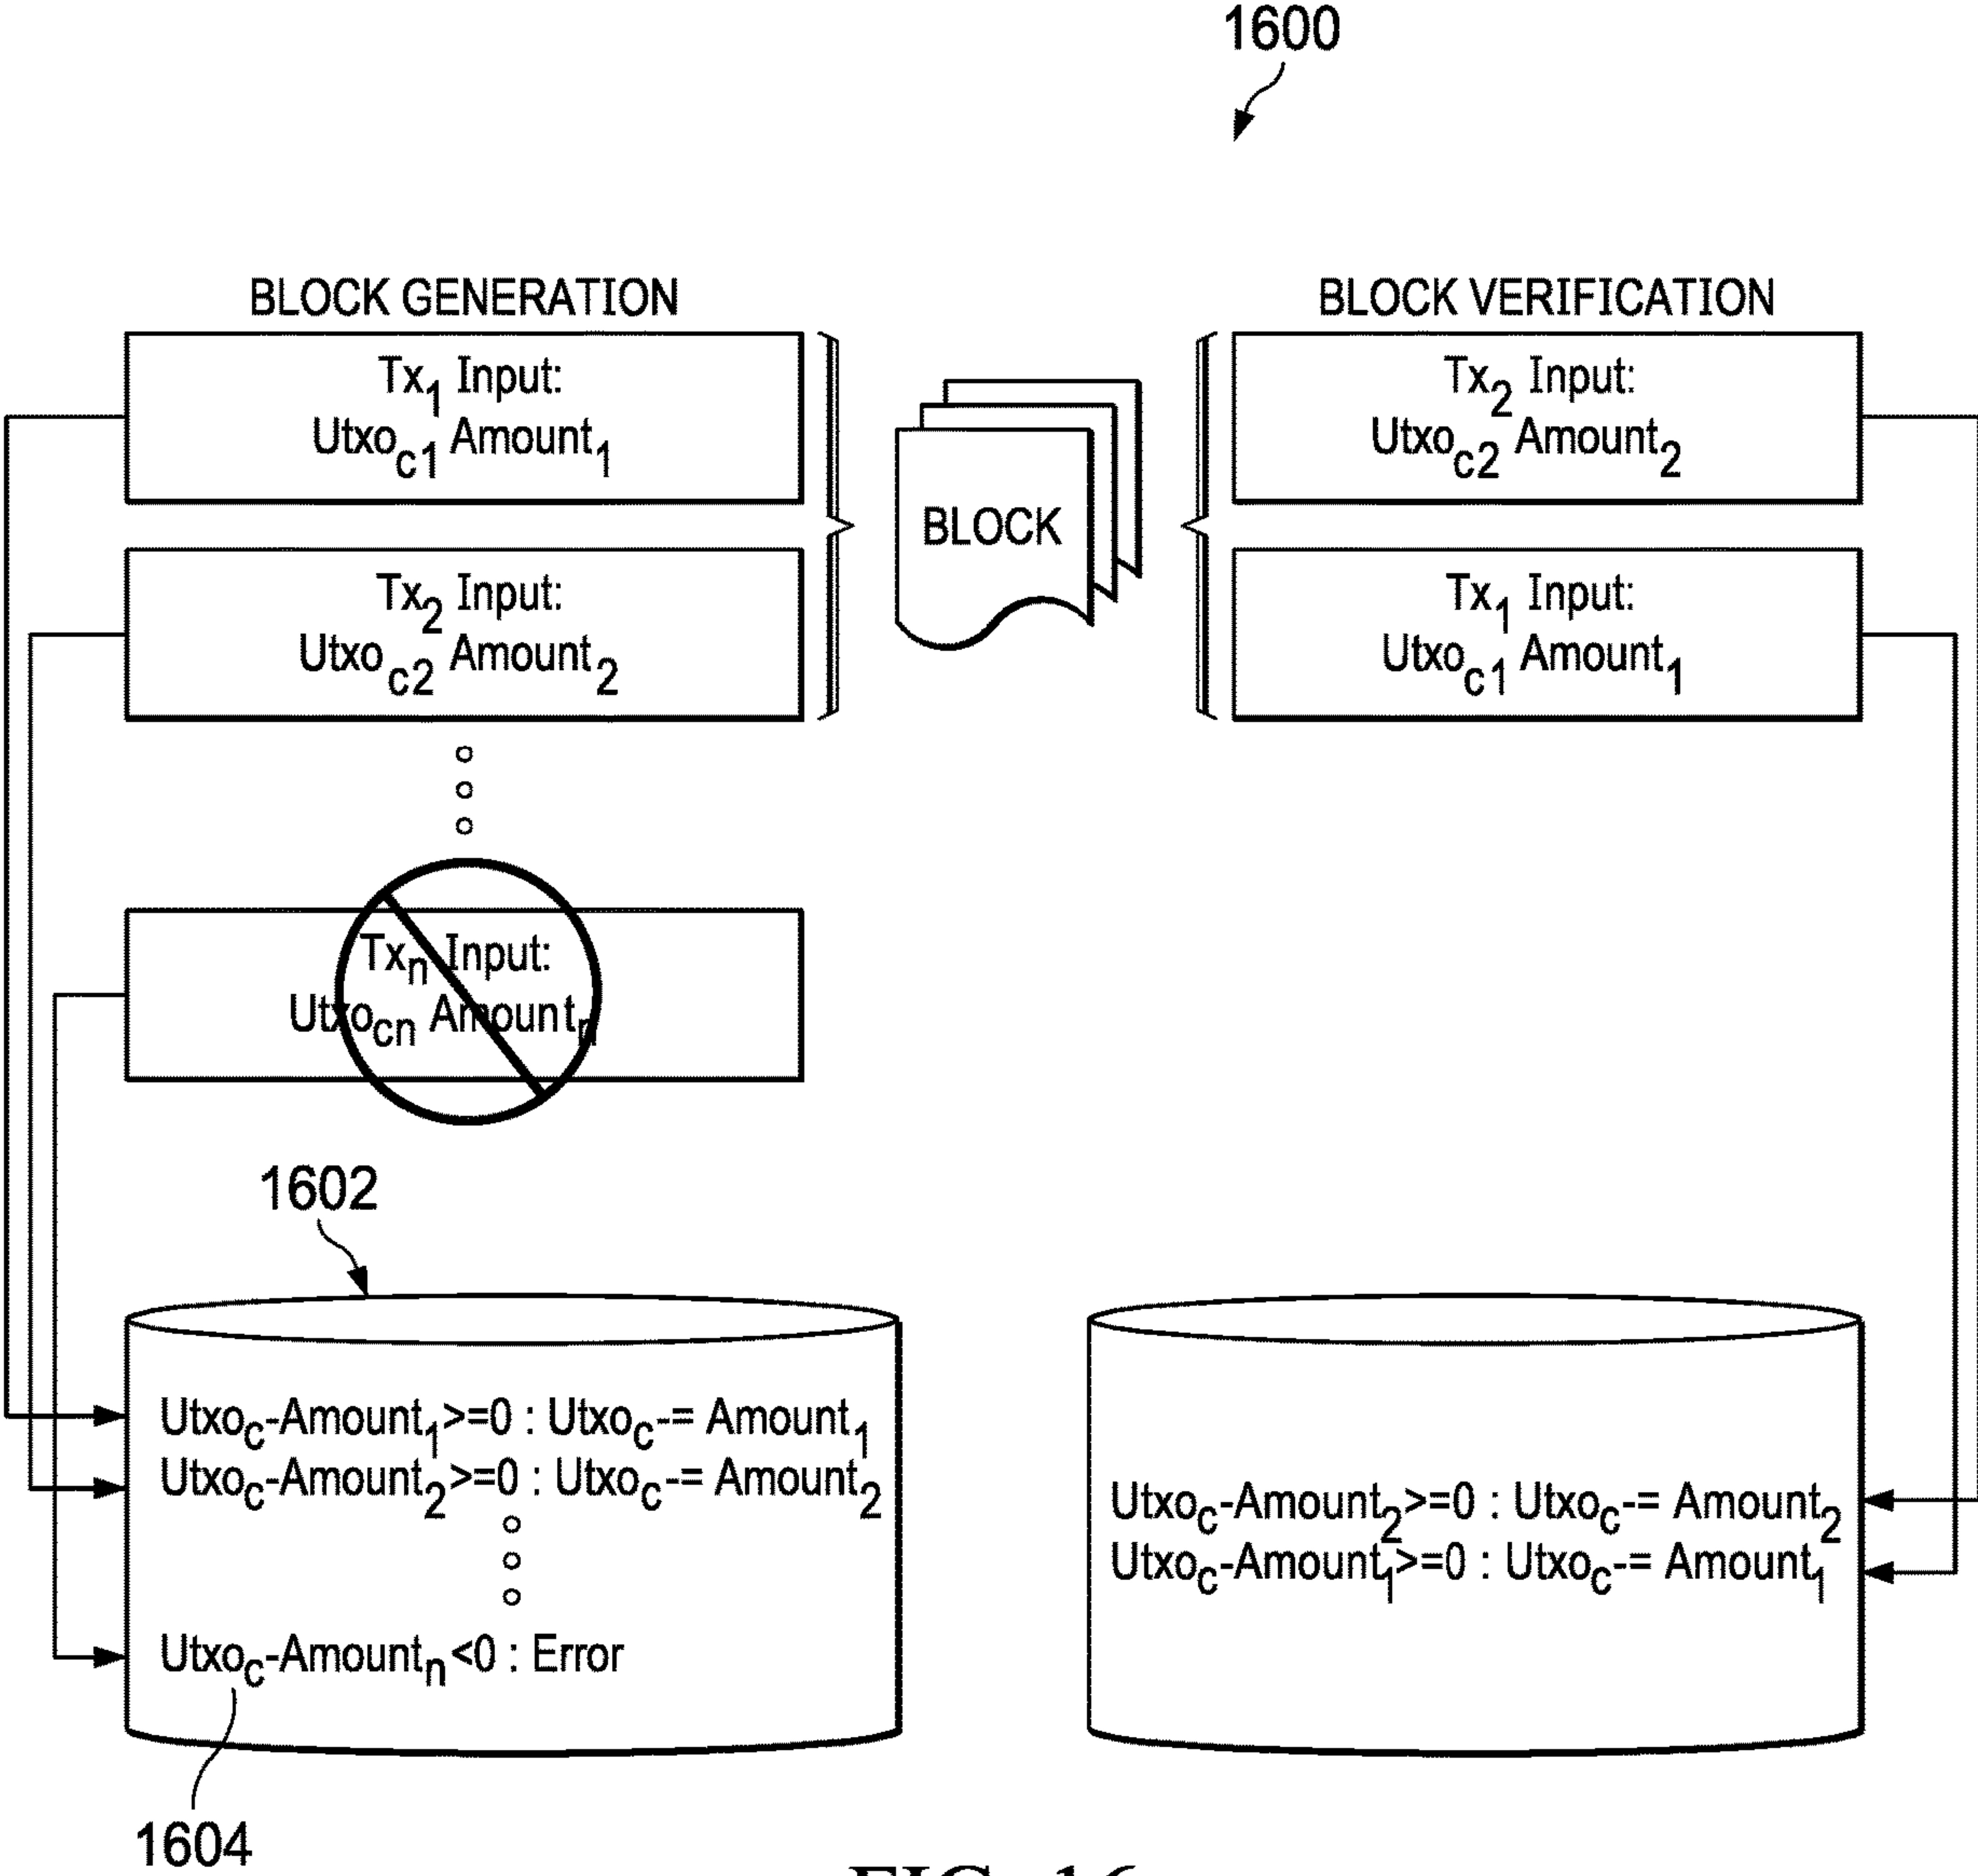 1600
BLOCK GENERATION
Tx1 Input:
Utxoc1 Amount1
Tx2 Input:
Utxoc2 Amount2
Txn Input:
Utxocn Amountn
BLOCK
BLOCK VERIFICATION
Tx2 Input:
Utxoc2 Amount2
Tx1 Input:
Utxoc1 Amount1
1602
Utxoc-Amount1>=0 : Utxoc-= Amount1
Utxoc-Amount2>=0 : Utxoc-= Amount2
Utxoc-Amountn<0 : Error
1604
Utxoc-Amount2>=0 : Utxoc-= Amount2
Utxoc-Amount1>=0 : Utxoc-= Amount1
FIG. 16